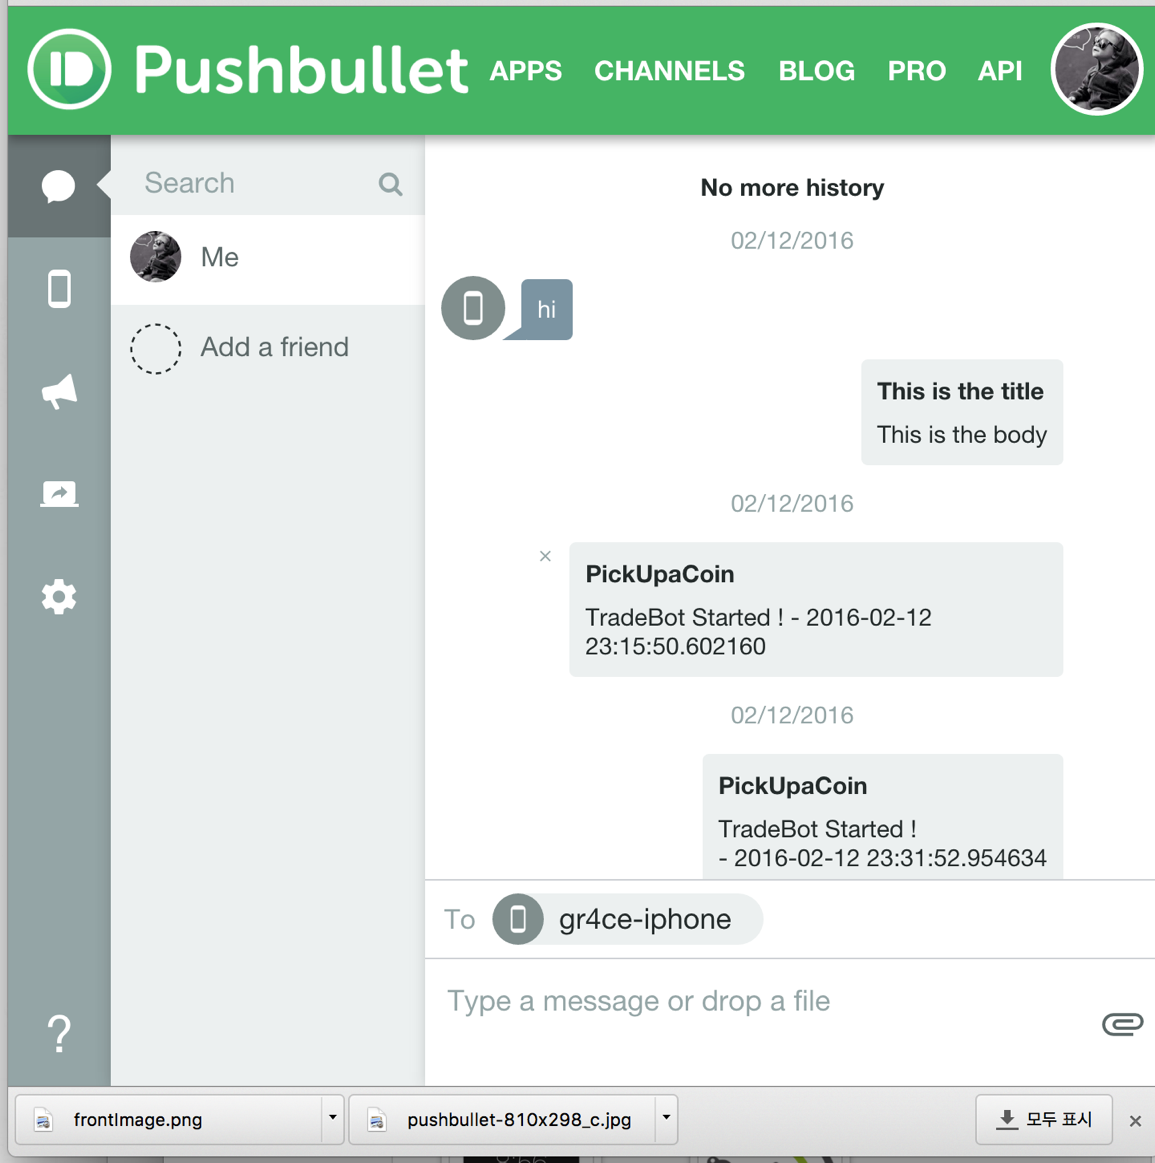 Pushbullet APPS CHANNELS BLOG PRO API
Search
Me
Add a friend
No more history
02/12/2016
hi
This is the title
This is the body
02/12/2016
×
PickUpaCoin
TradeBot Started ! - 2016-02-12
23:15:50.602160
02/12/2016
PickUpaCoin
TradeBot Started !
- 2016-02-12 23:31:52.954634
To gr4ce-iphone
Type a message or drop a file
?
frontImage.png
pushbullet-810x298_c.jpg
모두 표시
×